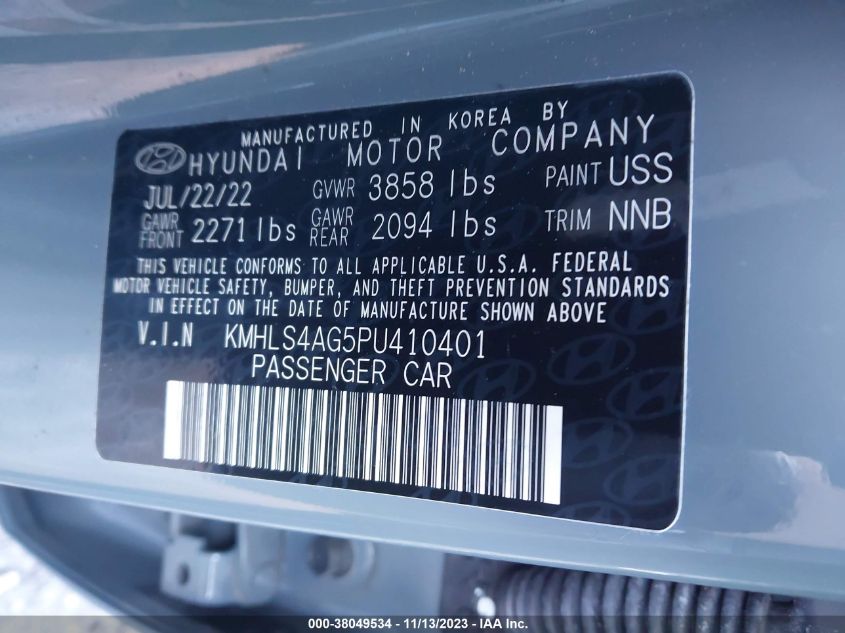 MANUFACTURED IN KOREA BY
HYUNDAI MOTOR COMPANY
JUL/22/22 GVWR 3858 lbs PAINT USS
GAWR FRONT 2271 lbs GAWR REAR 2094 lbs TRIM NNB
THIS VEHICLE CONFORMS TO ALL APPLICABLE U.S.A. FEDERAL
MOTOR VEHICLE SAFETY, BUMPER, AND THEFT PREVENTION STANDARDS
IN EFFECT ON THE DATE OF MANUFACTURE SHOWN ABOVE
V.I.N KMHLS4AG5PU410401
PASSENGER CAR
000-38049534 - 11/13/2023 - IAA Inc.